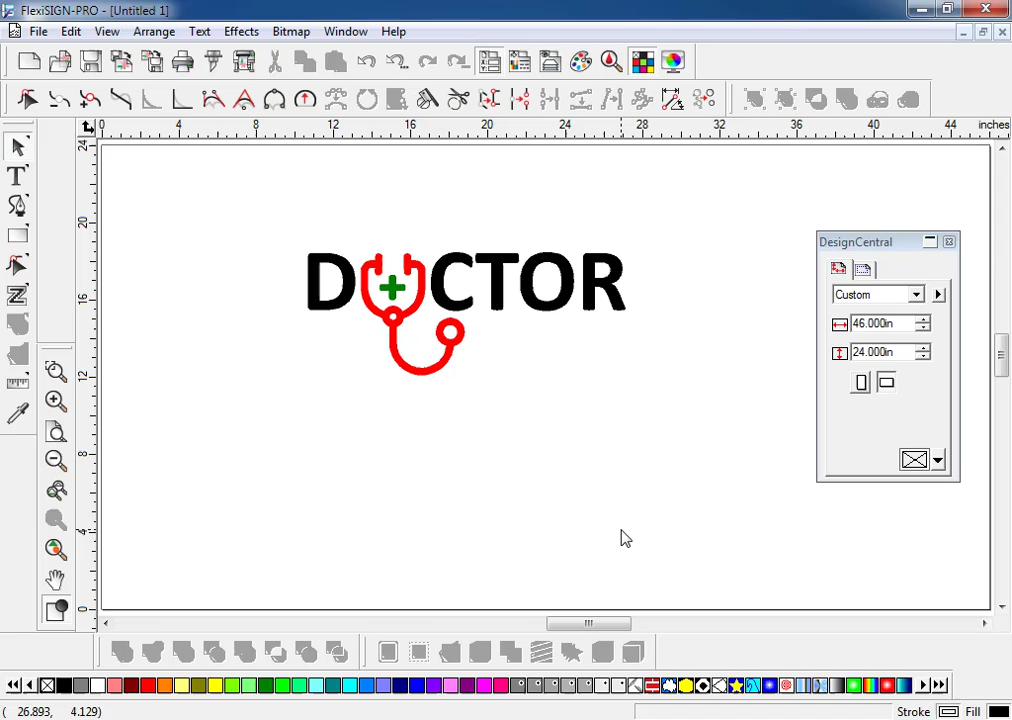 FlexiSIGN-PRO - [Untitled 1]
File Edit View Arrange Text Effects Bitmap Window Help
0 4 8 12 16 20 24 28 32 36 40 44 inches
24
20
16
12
8
4
0
DOCTOR
DesignCentral
Custom
46.000in
24.000in
( 26.893, 4.129)
Stroke Fill